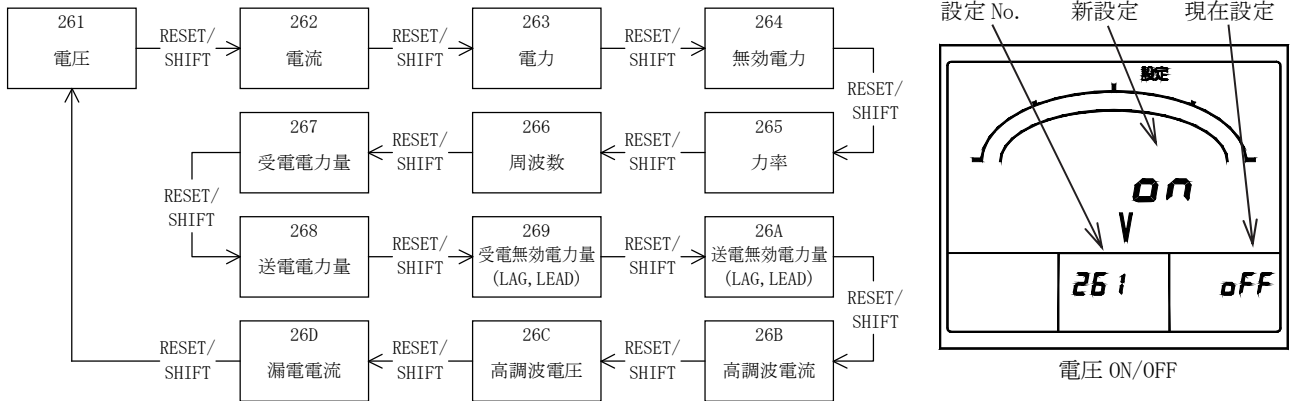 261
電圧
RESET/
SHIFT
262
電流
RESET/
SHIFT
263
電力
RESET/
SHIFT
264
無効電力
RESET/
SHIFT
265
力率
RESET/
SHIFT
266
周波数
RESET/
SHIFT
267
受電電力量
RESET/
SHIFT
268
送電電力量
RESET/
SHIFT
269
受電無効電力量
(LAG, LEAD)
RESET/
SHIFT
26A
送電無効電力量
(LAG, LEAD)
RESET/
SHIFT
26B
高調波電流
RESET/
SHIFT
26C
高調波電圧
RESET/
SHIFT
26D
漏電電流
RESET/
SHIFT
設定 No. 新設定 現在設定
設定
on
V
261 oFF
電圧 ON/OFF